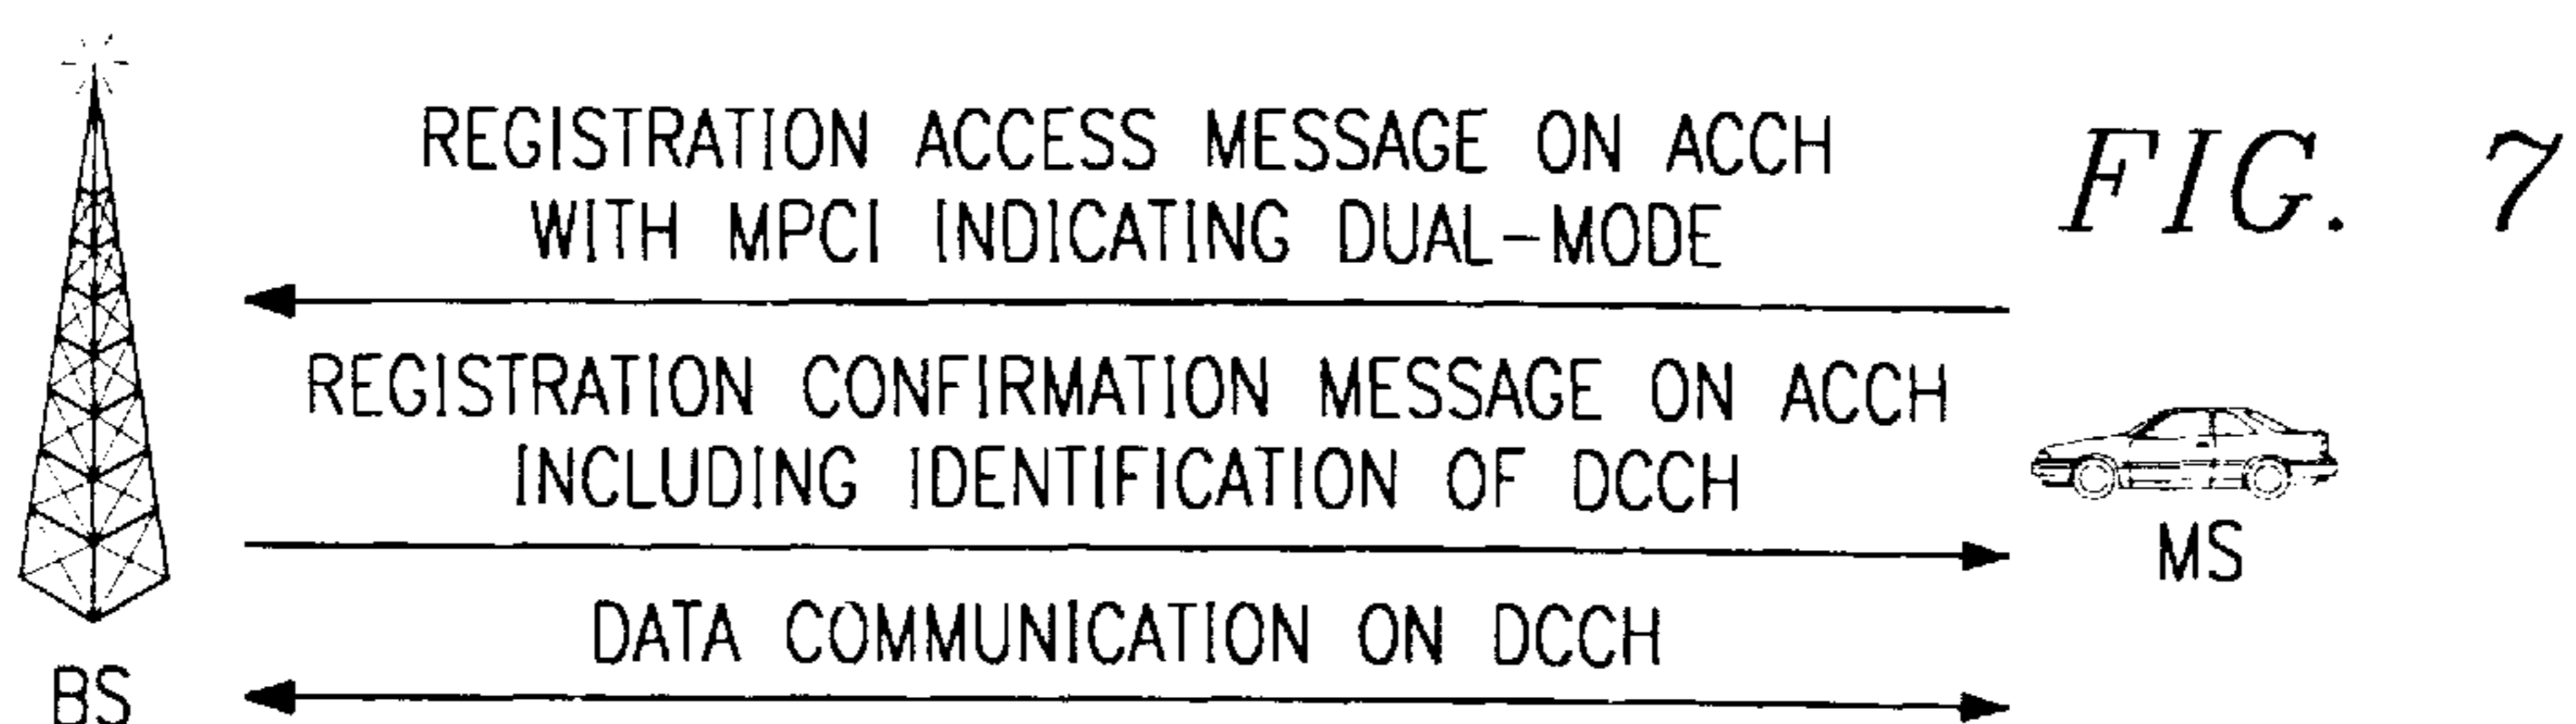 REGISTRATION ACCESS MESSAGE ON ACCH
WITH MPCI INDICATING DUAL-MODE
FIG. 7
REGISTRATION CONFIRMATION MESSAGE ON ACCH
INCLUDING IDENTIFICATION OF DCCH
MS
DATA COMMUNICATION ON DCCH
BS